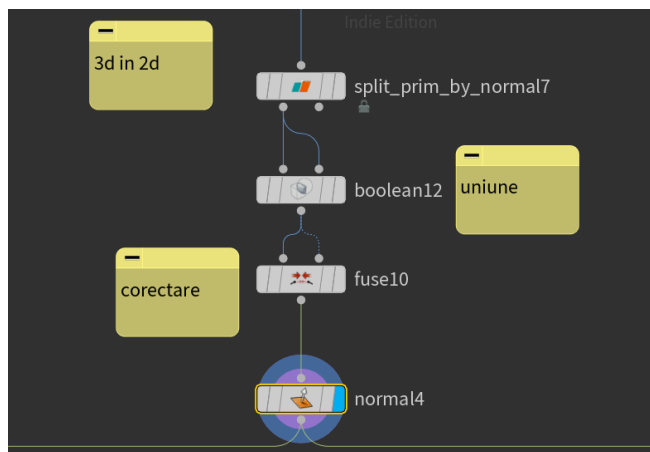 Indie Edition
3d in 2d
split_prim_by_normal7
boolean12
uniune
fuse10
corectare
normal4